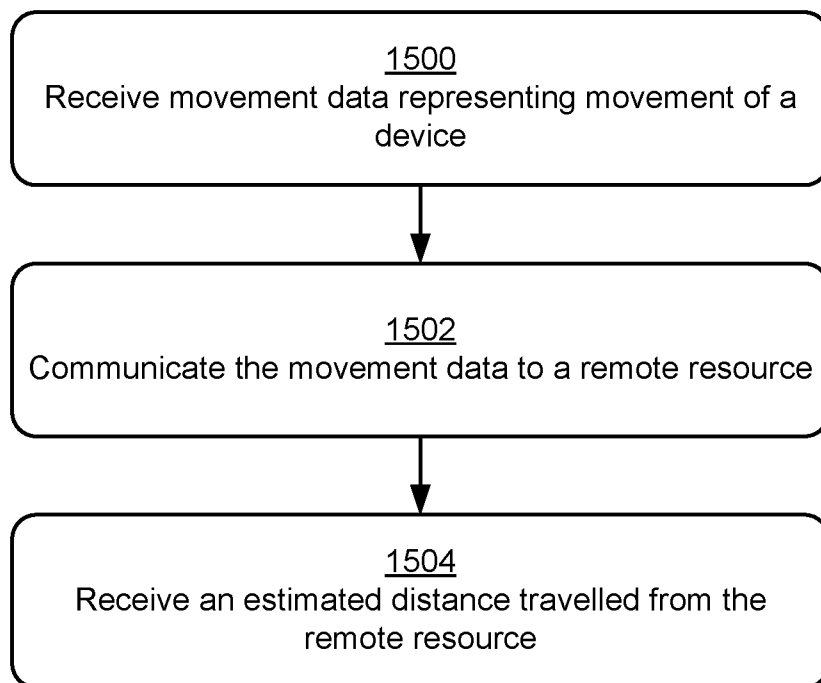 1500
Receive movement data representing movement of a
device
1502
Communicate the movement data to a remote resource
1504
Receive an estimated distance travelled from the
remote resource